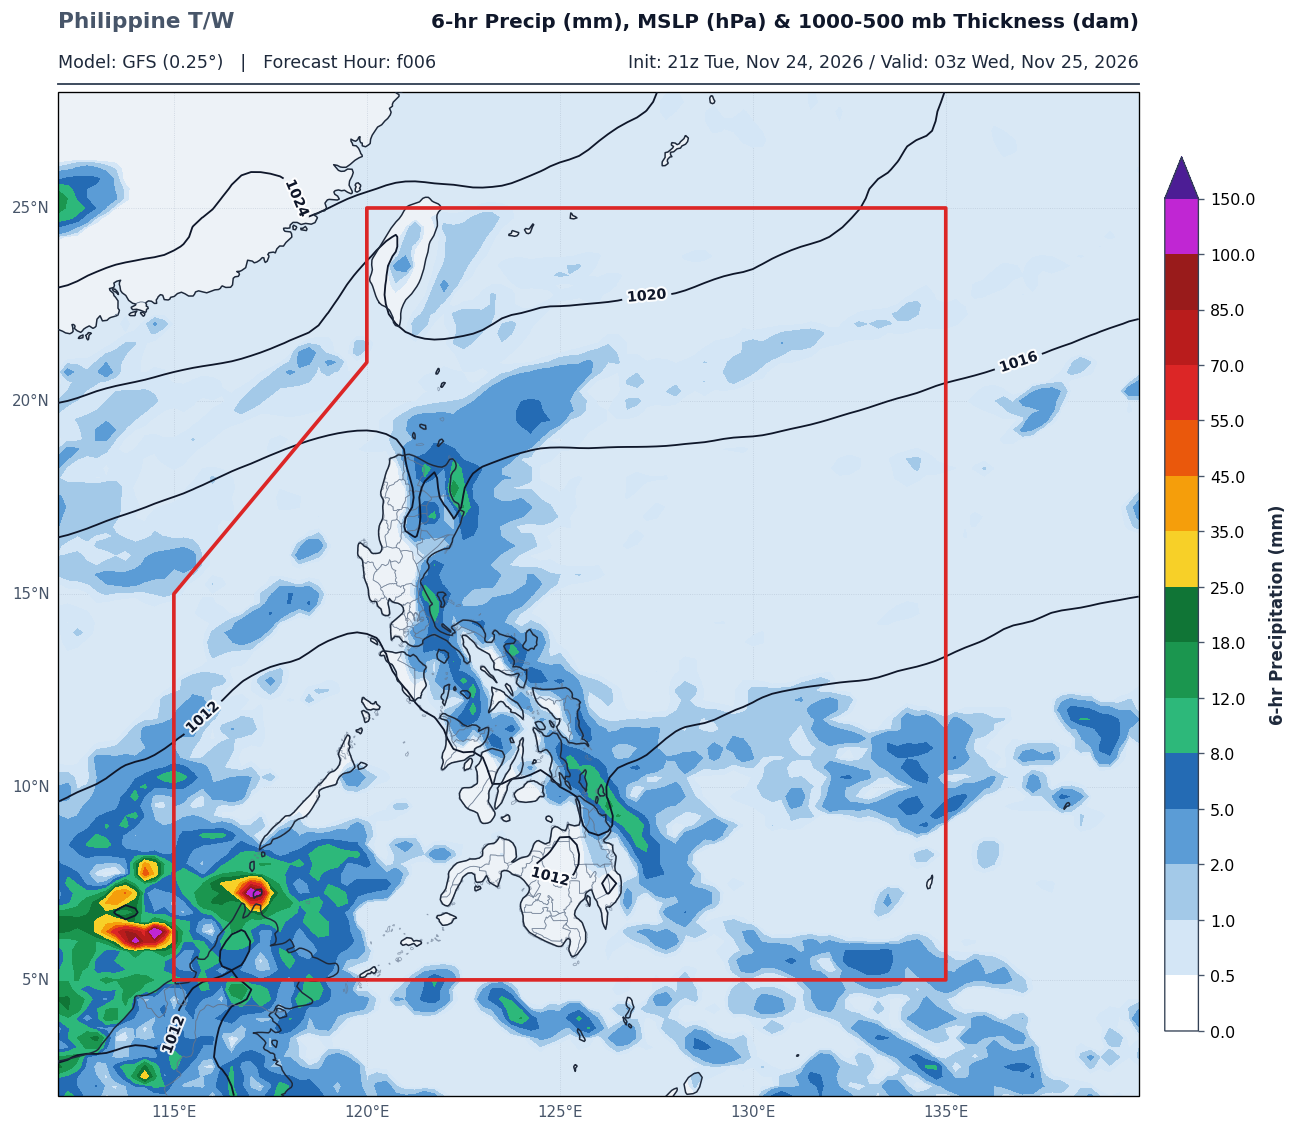 Philippine T/W
6-hr Precip (mm), MSLP (hPa) & 1000-500 mb Thickness (dam)
Model: GFS (0.25°) | Forecast Hour: f006
Init: 21z Tue, Nov 24, 2026 / Valid: 03z Wed, Nov 25, 2026
150.0
100.0
85.0
70.0
55.0
45.0
35.0
25.0
18.0
12.0
8.0
5.0
2.0
1.0
0.5
0.0
6-hr Precipitation (mm)
25°N
20°N
15°N
10°N
5°N
1024
1020
1016
1012
1012
1012
115°E
120°E
125°E
130°E
135°E